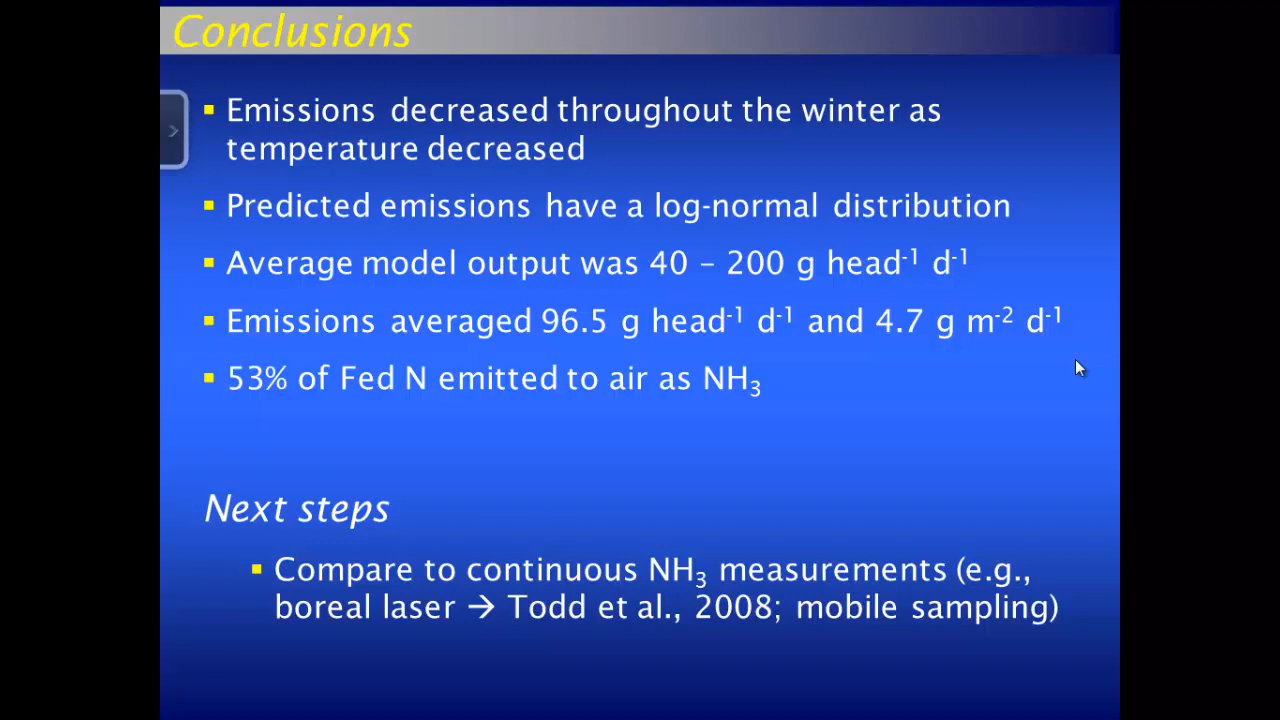 Conclusions
▪ Emissions decreased throughout the winter as
temperature decreased
▪ Predicted emissions have a log-normal distribution
▪ Average model output was 40 – 200 g head⁻¹ d⁻¹
▪ Emissions averaged 96.5 g head⁻¹ d⁻¹ and 4.7 g m⁻² d⁻¹
▪ 53% of Fed N emitted to air as NH₃
Next steps
▪ Compare to continuous NH₃ measurements (e.g.,
boreal laser → Todd et al., 2008; mobile sampling)